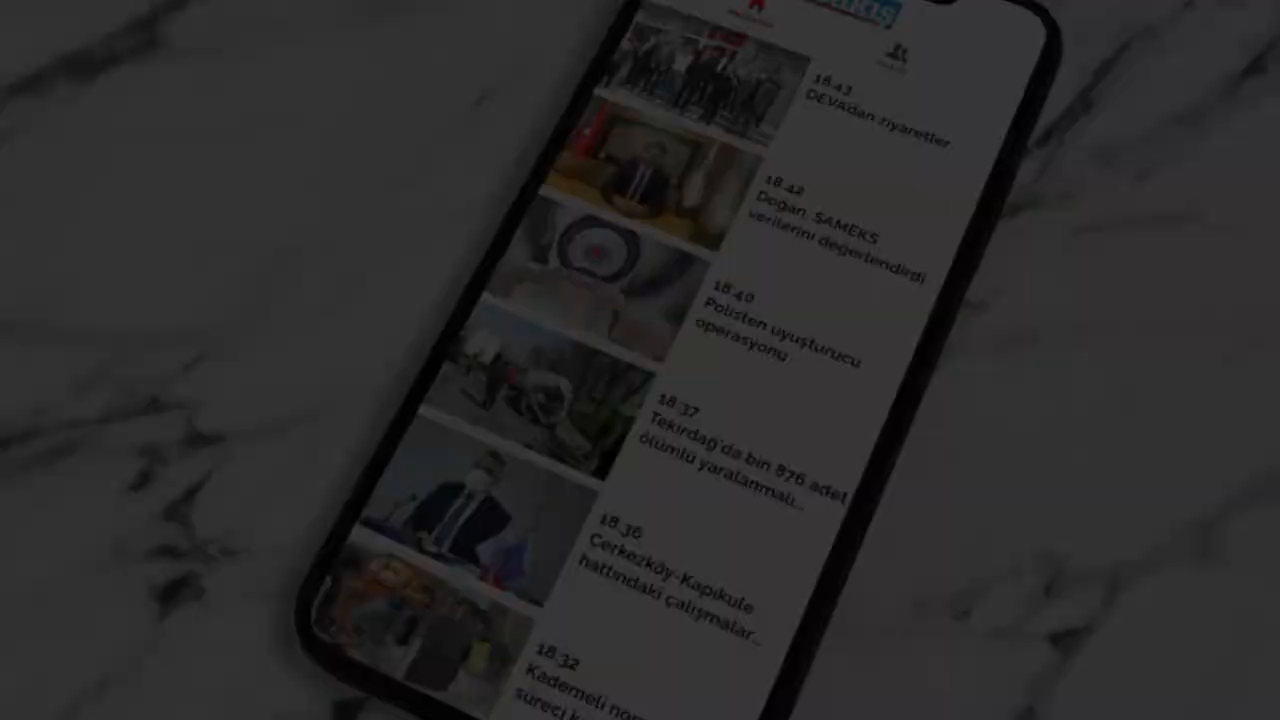 18:43
DEVA'dan ziyaretler
18:42
Doğan, SAMEKS
verilerini değerlendirdi
18:40
Polisten uyuşturucu
operasyonu
18:37
Tekirdağ'da bin 876 adet
ölümlü yaralanmalı...
18:36
Çerkezköy-Kapıkule
hattındaki çalışmalar...
18:32
Kademeli
süreci